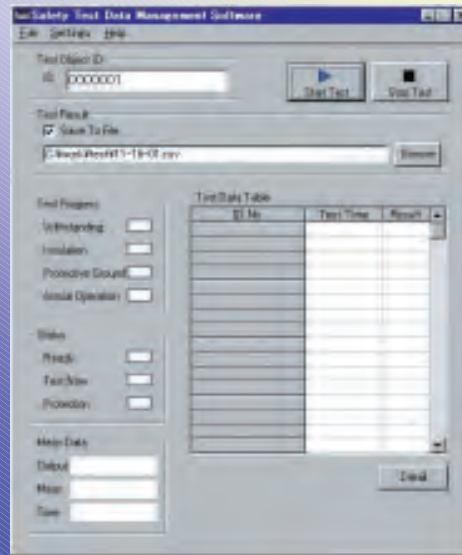 Safety Test Data Management Software
Edit Settings Help
Test Object ID
ID 0000001
Start Test
Stop Test
Test Result
Save To File
Browse
Test Progress
Withstanding
Insulation
Protective Ground
Actual Operation
Status
Ready
Test Now
Protection
Meas Data
Output
Meas
Time
Test Data Table
ID No Test Time Result
Detail